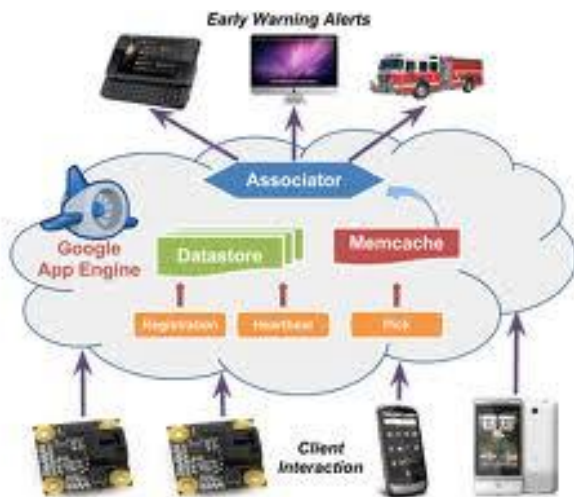 Early Warning Alerts
Associator
Google
App Engine
Datastore
Memcache
Registration
Heartbeat
Pick
Client
Interaction